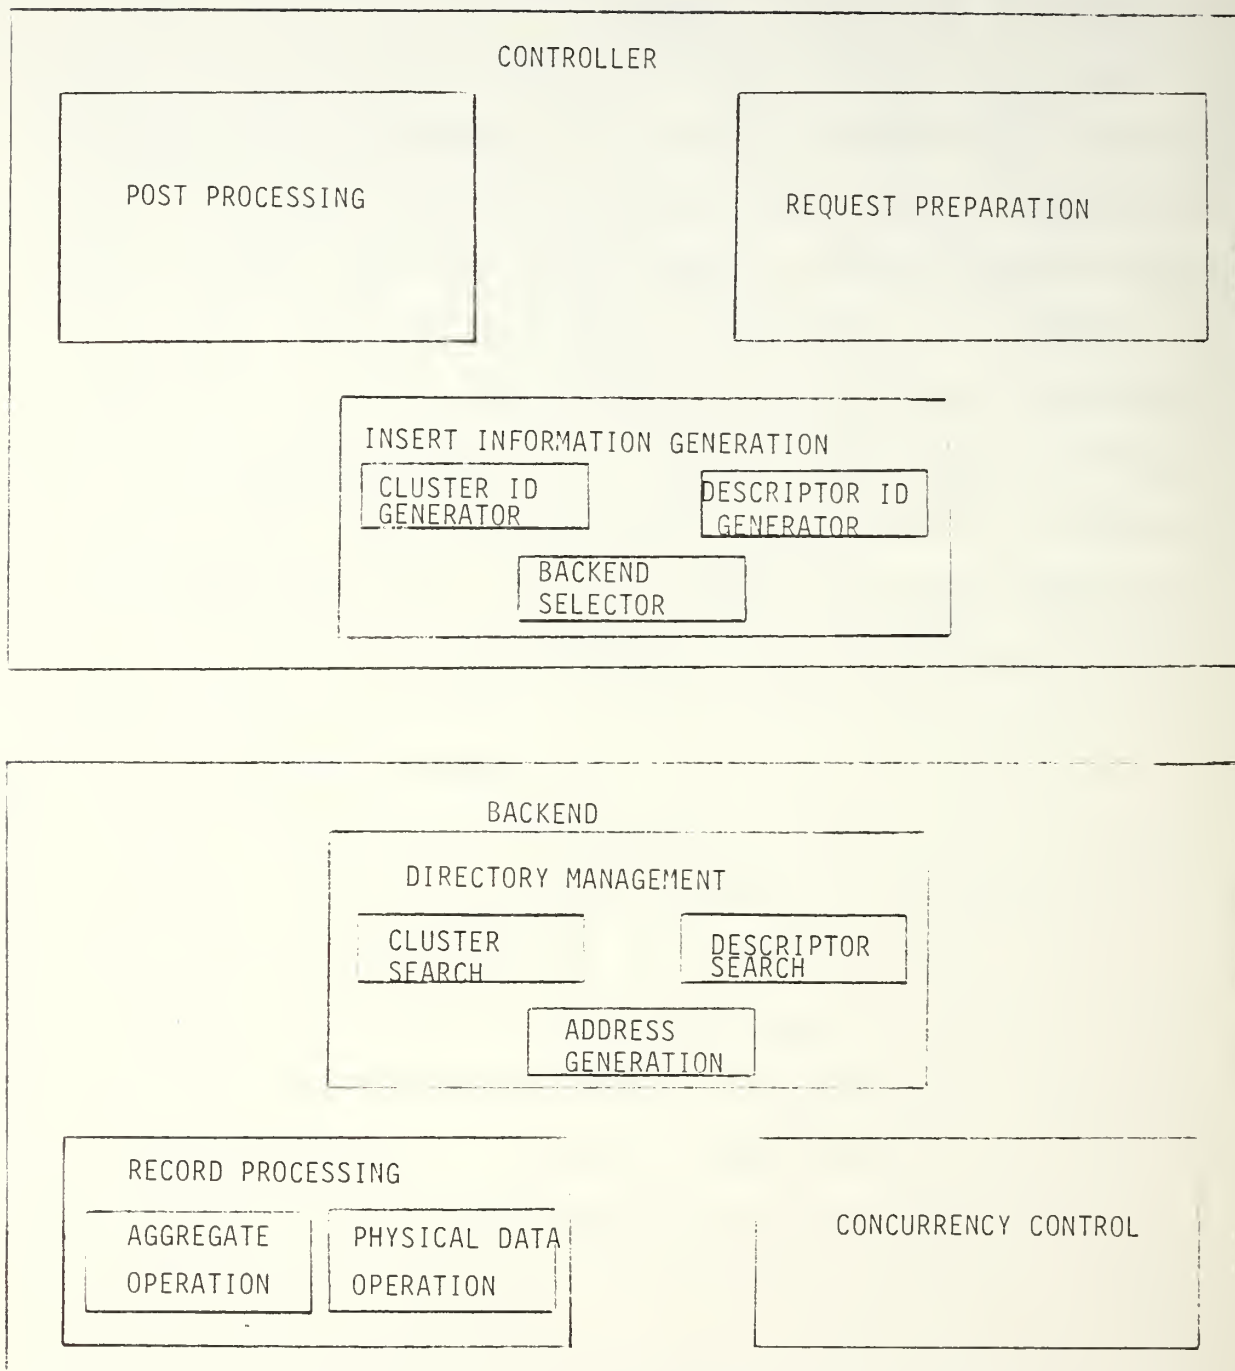 CONTROLLER
POST PROCESSING
REQUEST PREPARATION
INSERT INFORMATION GENERATION
CLUSTER ID
GENERATOR
DESCRIPTOR ID
GENERATOR
BACKEND
SELECTOR
BACKEND
DIRECTORY MANAGEMENT
CLUSTER
SEARCH
DESCRIPTOR
SEARCH
ADDRESS
GENERATION
RECORD PROCESSING
AGGREGATE
OPERATION
PHYSICAL DATA
OPERATION
CONCURRENCY CONTROL